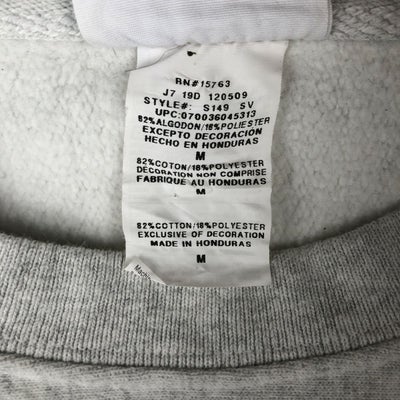 RN#15763
J7 19D 120509
STYLE#: S149 SV
UPC:070036045313
82%ALGODON/18%POLIESTER
EXCEPTO DECORACION
HECHO EN HONDURAS
M
82%COTON/18%POLYESTER
DECORATION NON COMPRISE
FABRIQUE AU HONDURAS
M
82%COTTON/18%POLYESTER
EXCLUSIVE OF DECORATION
MADE IN HONDURAS
M
Machine